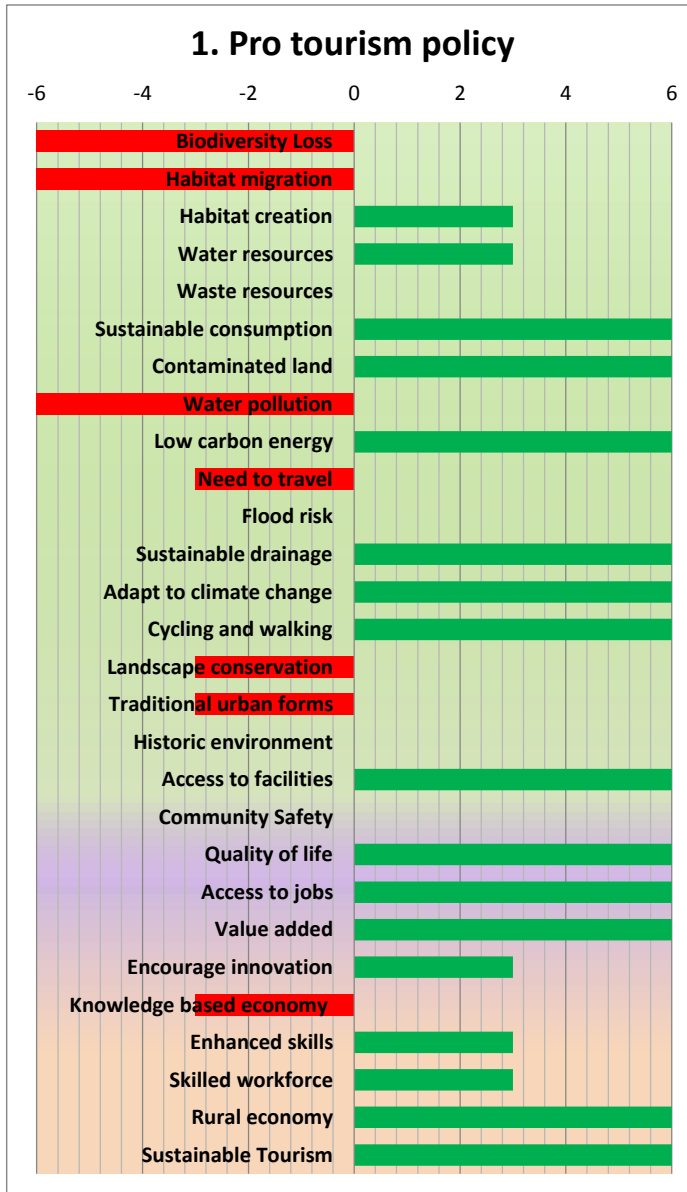 1. Pro tourism policy
-6 -4 -2 0 2 4 6
Biodiversity Loss
Habitat migration
Habitat creation
Water resources
Waste resources
Sustainable consumption
Contaminated land
Water pollution
Low carbon energy
Need to travel
Flood risk
Sustainable drainage
Adapt to climate change
Cycling and walking
Landscape conservation
Traditional urban forms
Historic environment
Access to facilities
Community Safety
Quality of life
Access to jobs
Value added
Encourage innovation
Knowledge based economy
Enhanced skills
Skilled workforce
Rural economy
Sustainable Tourism